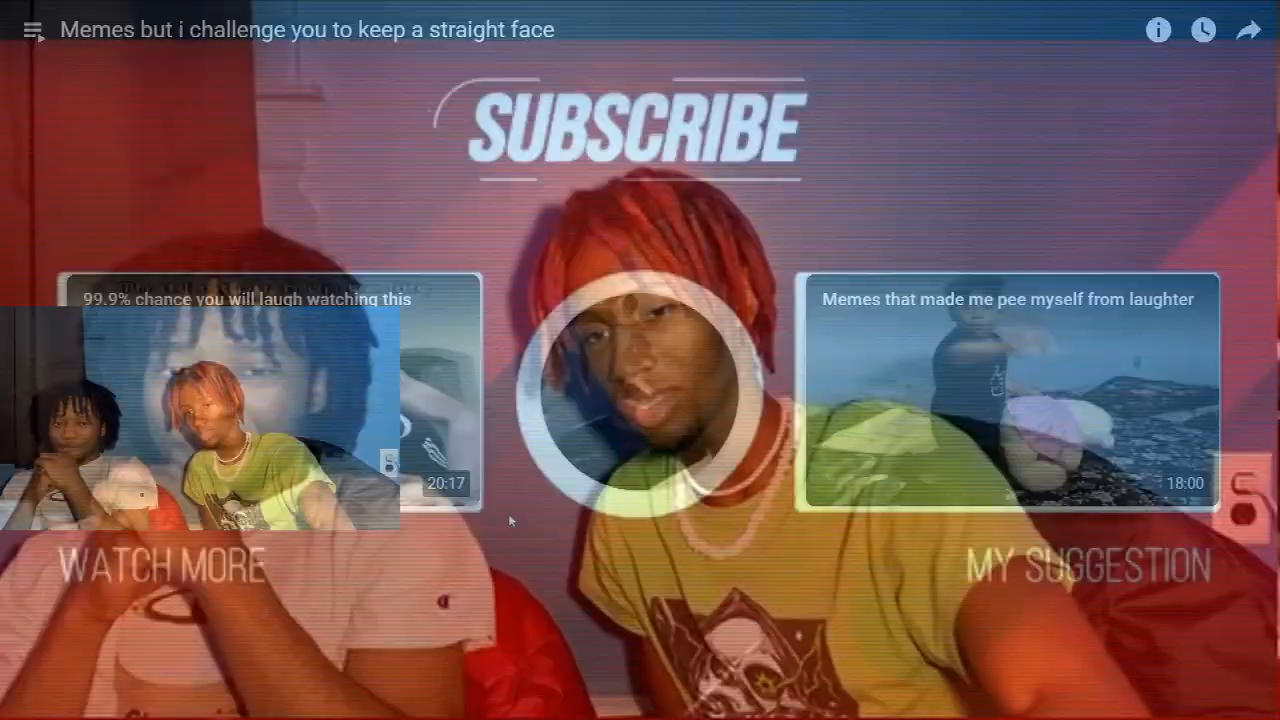 Memes but i challenge you to keep a straight face
SUBSCRIBE
99.9% chance you will laugh watching this
Memes that made me pee myself from laughter
20:17
18:00
WATCH MORE
MY SUGGESTION